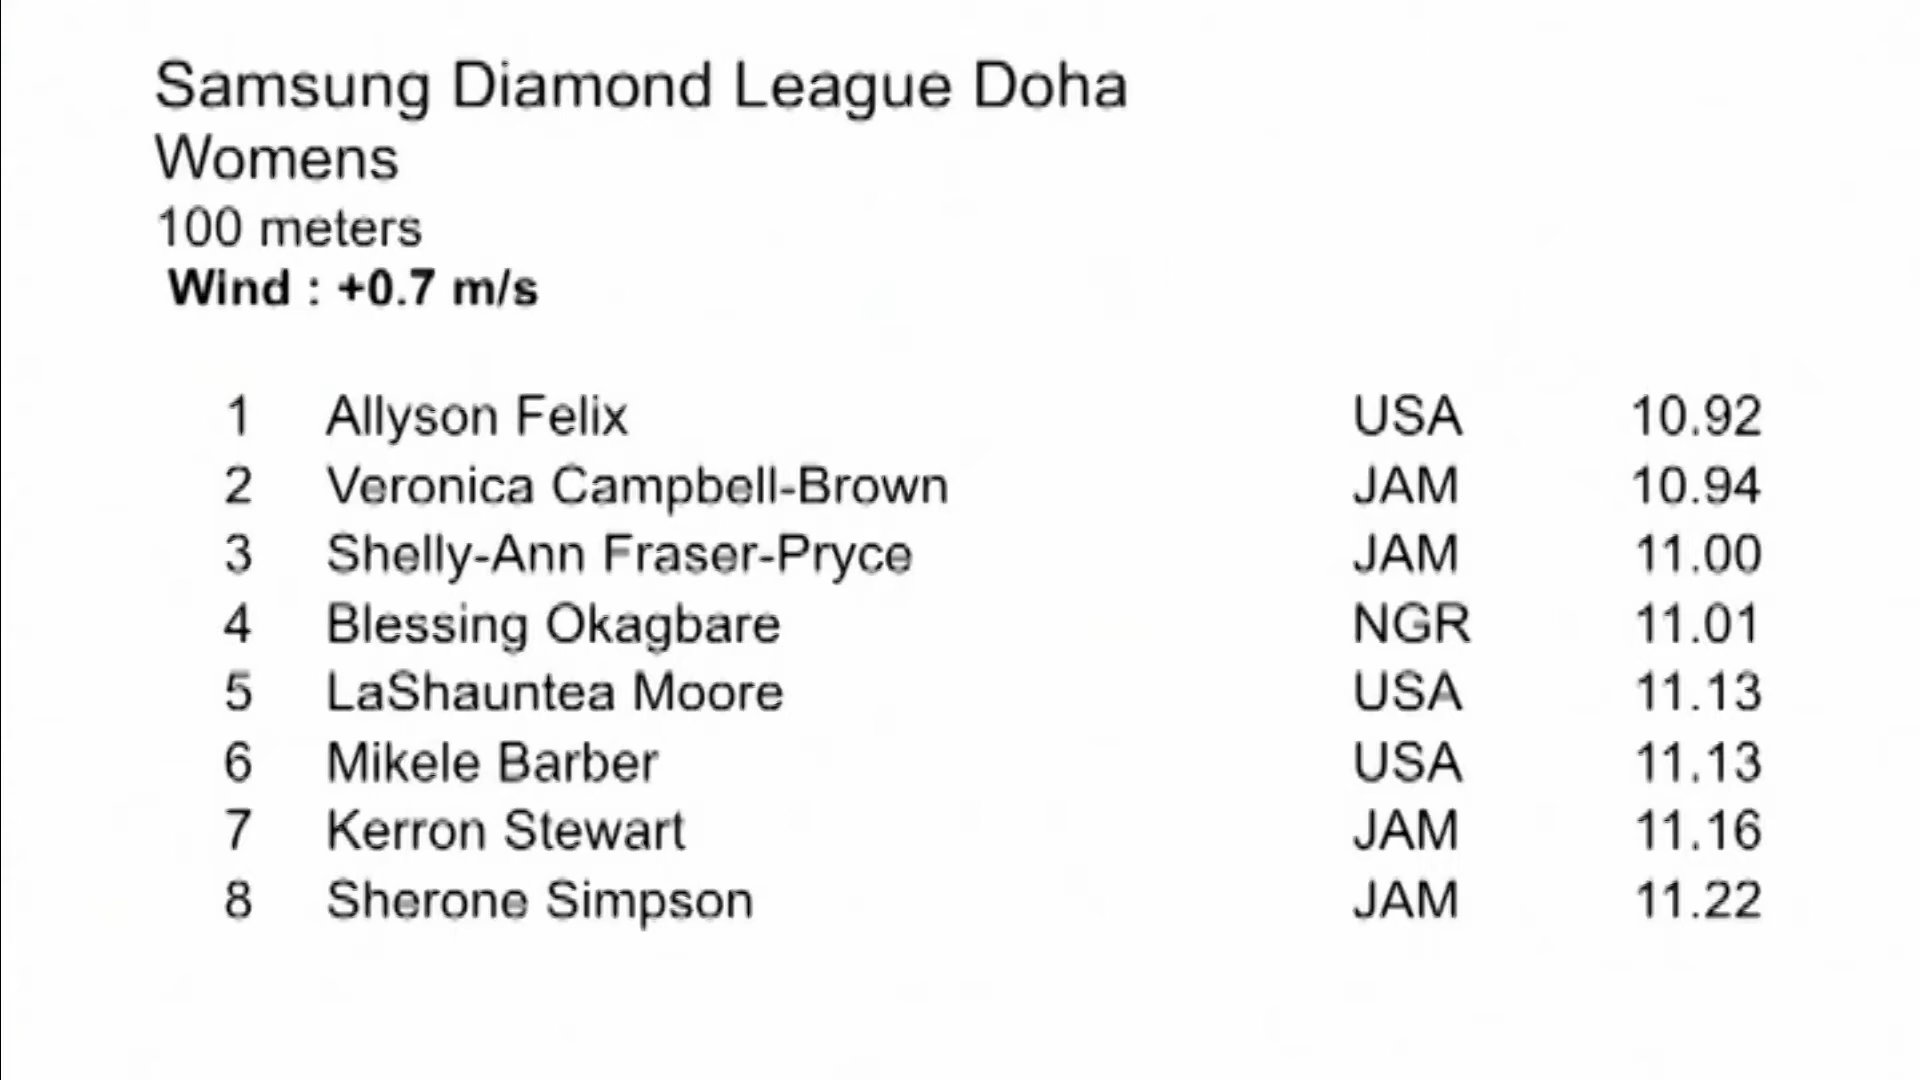 Samsung Diamond League Doha
Womens
100 meters
Wind : +0.7 m/s
1 Allyson Felix USA 10.92
2 Veronica Campbell-Brown JAM 10.94
3 Shelly-Ann Fraser-Pryce JAM 11.00
4 Blessing Okagbare NGR 11.01
5 LaShauntea Moore USA 11.13
6 Mikele Barber USA 11.13
7 Kerron Stewart JAM 11.16
8 Sherone Simpson JAM 11.22